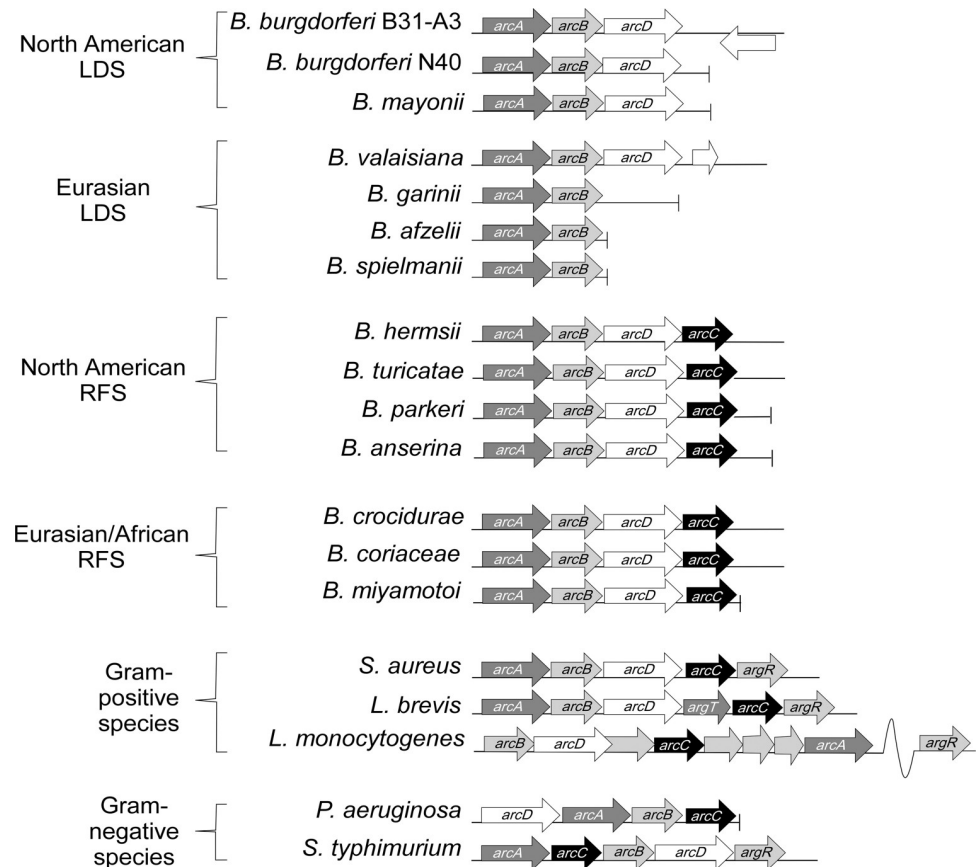 North American
LDS
B. burgdorferi B31-A3 arcA arcB arcD
B. burgdorferi N40 arcA arcB arcD
B. mayonii arcA arcB arcD
Eurasian
LDS
B. valaisiana arcA arcB arcD
B. garinii arcA arcB
B. afzelii arcA arcB
B. spielmanii arcA arcB
North American
RFS
B. hermsii arcA arcB arcD arcC
B. turicatae arcA arcB arcD arcC
B. parkeri arcA arcB arcD arcC
B. anserina arcA arcB arcD arcC
Eurasian/African
RFS
B. crocidurae arcA arcB arcD arcC
B. coriaceae arcA arcB arcD arcC
B. miyamotoi arcA arcB arcD arcC
Gram-
positive
species
S. aureus arcA arcB arcD arcC argR
L. brevis arcA arcB arcD argT arcC argR
L. monocytogenes arcB arcD arcC arcA argR
Gram-
negative
species
P. aeruginosa arcD arcA arcB arcC
S. typhimurium arcA arcC arcB arcD argR